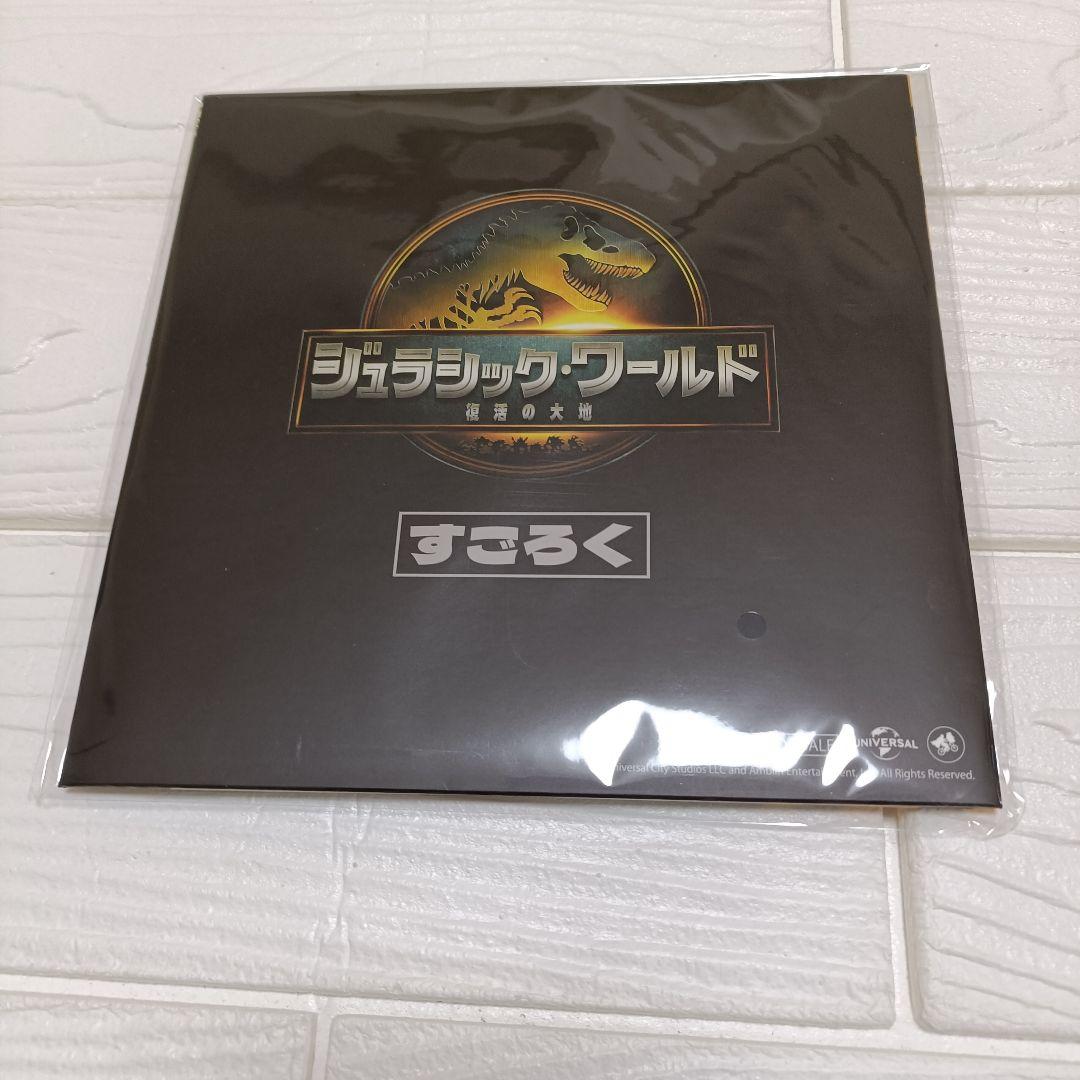 ジュラシック・ワールド
復活の大地
すごろく
UNIVERSAL
City Studios LLC and Amblin Entertainment, All Rights Reserved.